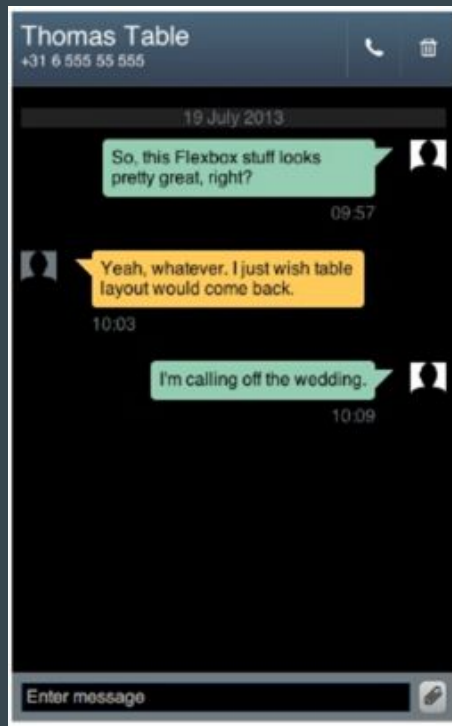 Thomas Table
+31 6 555 55 555
19 July 2013
So, this Flexbox stuff looks
pretty great, right?
09:57
Yeah, whatever. I just wish table
layout would come back.
10:03
I'm calling off the wedding.
10:09
Enter message